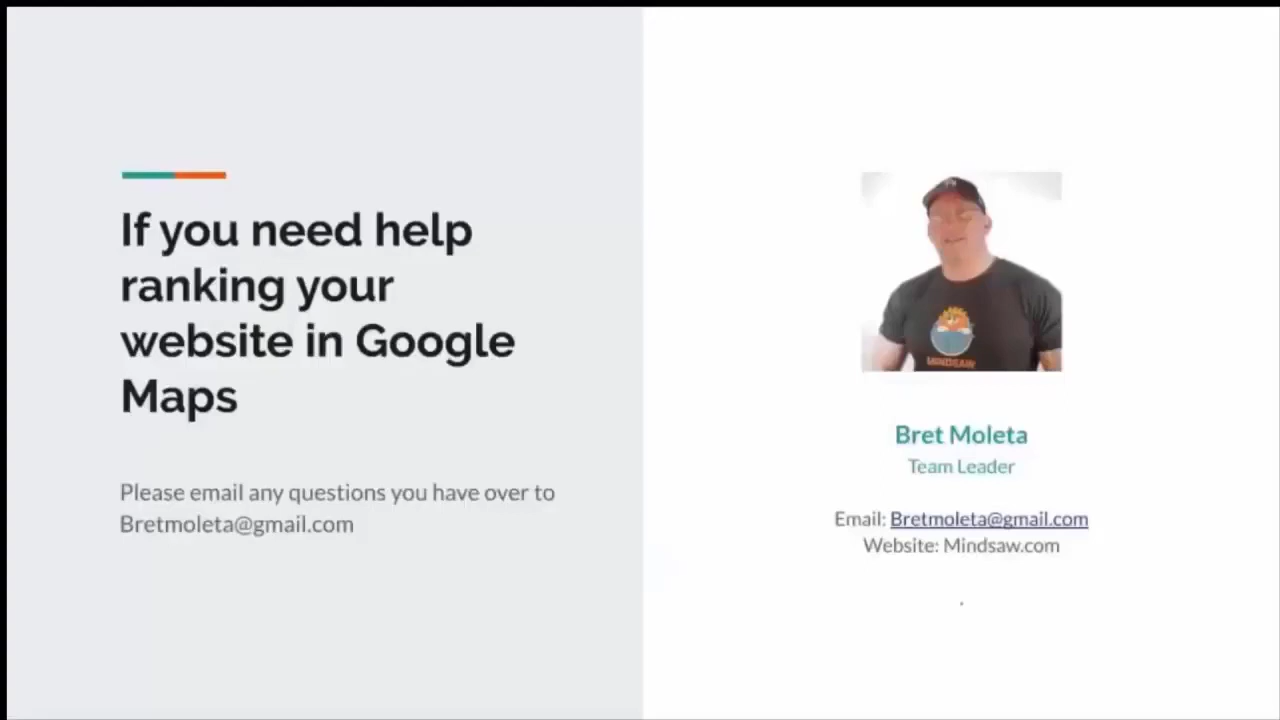 If you need help
ranking your
website in Google
Maps
Please email any questions you have over to
Bretmoleta@gmail.com
MINDSAW
Bret Moleta
Team Leader
Email: Bretmoleta@gmail.com
Website: Mindsaw.com